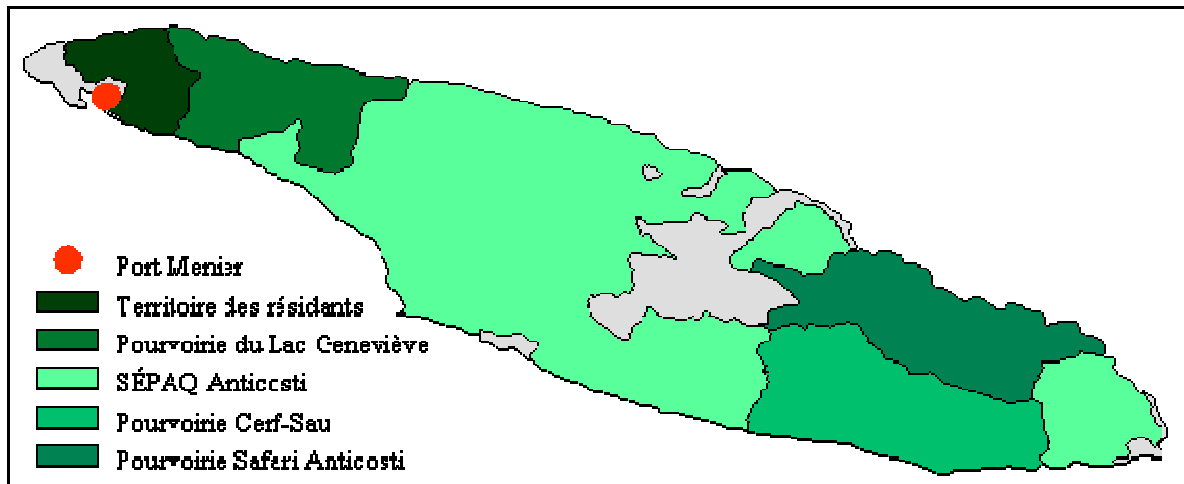 Port Menier
Territoire des résidants
Pourvoirie du Lac Geneviève
SÉPAQ Anticosti
Pourvoirie Cerf-Sau
Pourvoirie Safari Anticosti